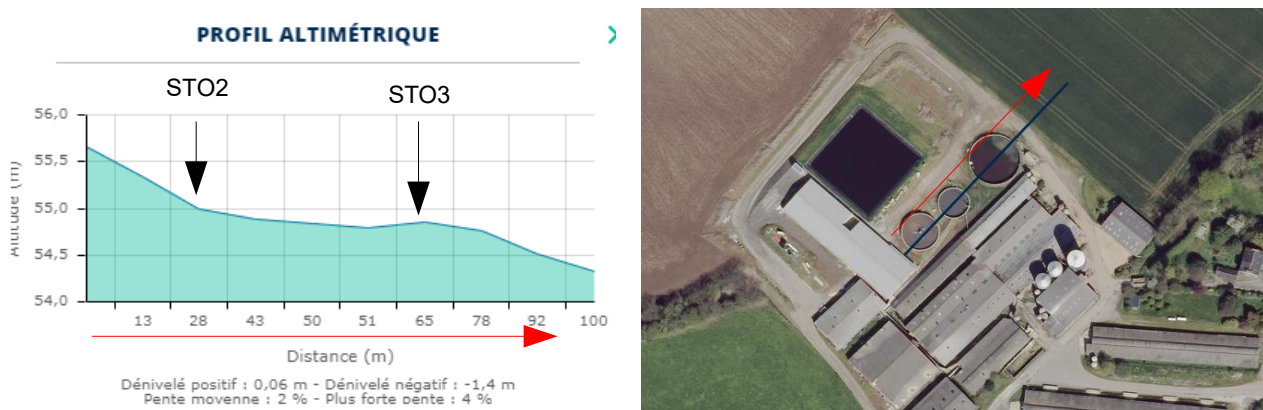 PROFIL ALTIMÉTRIQUE
STO2
STO3
56,0
55,5
55,0
54,5
54,0
Altitude (m)
13 28 43 50 51 65 78 92 100
Distance (m)
Dénivelé positif : 0,06 m - Dénivelé négatif : -1,4 m
Pente moyenne : 2 % - Plus forte pente : 4 %